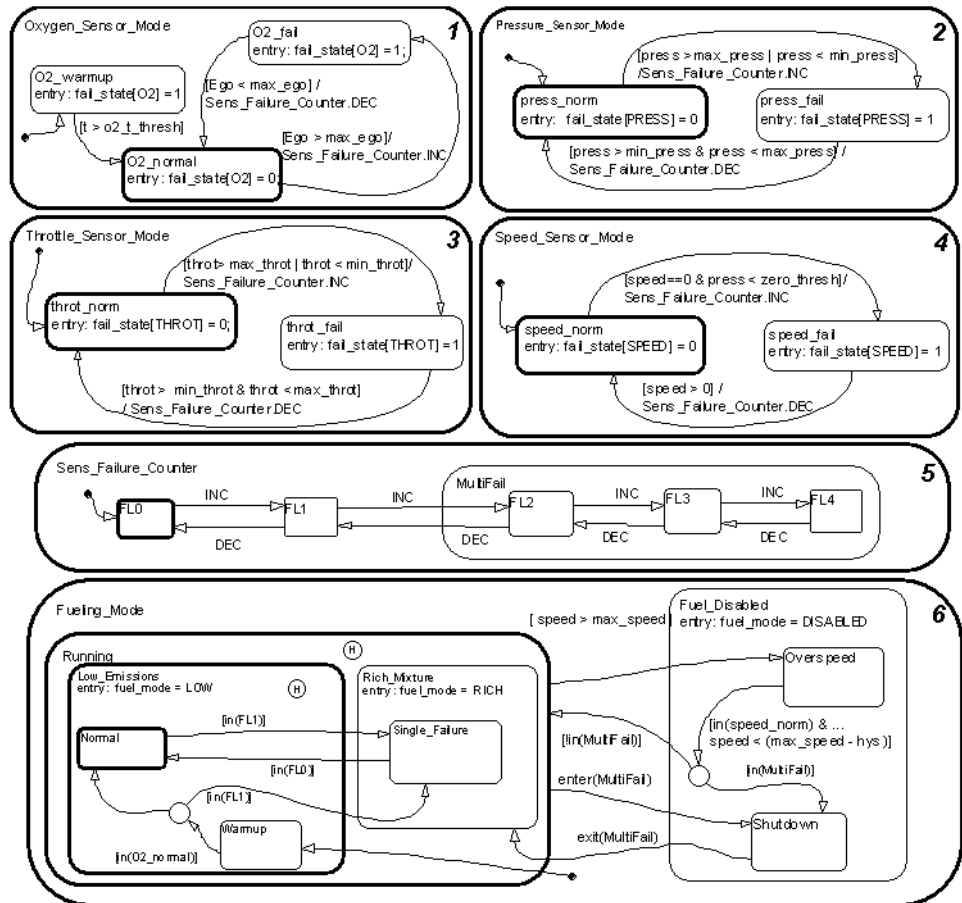 Oxygen_Sensor_Mode
1
O2_fail
entry: fail_state[O2] = 1;
O2_warmup
entry: fail_state[O2] = 1
[t > o2_t_thresh]
[Ego < max_ego] /
Sens_Failure_Counter.DEC
[Ego > max_ego]/
Sens_Failure_Counter.INC
O2_normal
entry: fail_state[O2] = 0;
Pressure_Sensor_Mode
2
[press > max_press | press < min_press]
/Sens_Failure_Counter.INC
press_norm
entry: fail_state[PRESS] = 0
press_fail
entry: fail_state[PRESS] = 1
[press > min_press & press < max_press] /
Sens_Failure_Counter.DEC
Throttle_Sensor_Mode
3
[throt > max_throt | throt < min_throt]/
Sens_Failure_Counter.INC
throt_norm
entry: fail_state[THROT] = 0;
throt_fail
entry: fail_state[THROT] = 1
[throt > min_throt & throt < max_throt]
/ Sens_Failure_Counter.DEC
Speed_Sensor_Mode
4
[speed==0 & press < zero_thresh]/
Sens_Failure_Counter.INC
speed_norm
entry: fail_state[SPEED] = 0
speed_fail
entry: fail_state[SPEED] = 1
[speed > 0] /
Sens_Failure_Counter.DEC
Sens_Failure_Counter
5
MultiFail
INC
INC
INC
INC
FL0
FL1
FL2
FL3
FL4
DEC
DEC
DEC
DEC
Fueling_Mode
6
[ speed > max_speed ]
Fuel_Disabled
entry: fuel_mode = DISABLED
Running
H
Overspeed
Low_Emissions
entry: fuel_mode = LOW
H
Rich_Mixture
entry: fuel_mode = RICH
[in(FL1)]
Normal
Single_Failure
[in(speed_norm) & ...
speed < (max_speed - hys)]
[!in(MultiFail)]
[in(FL0)]
[in(MultiFail)]
enter(MultiFail)
[in(FL1)]
Warmup
Shutdown
exit(MultiFail)
[in(O2_normal)]